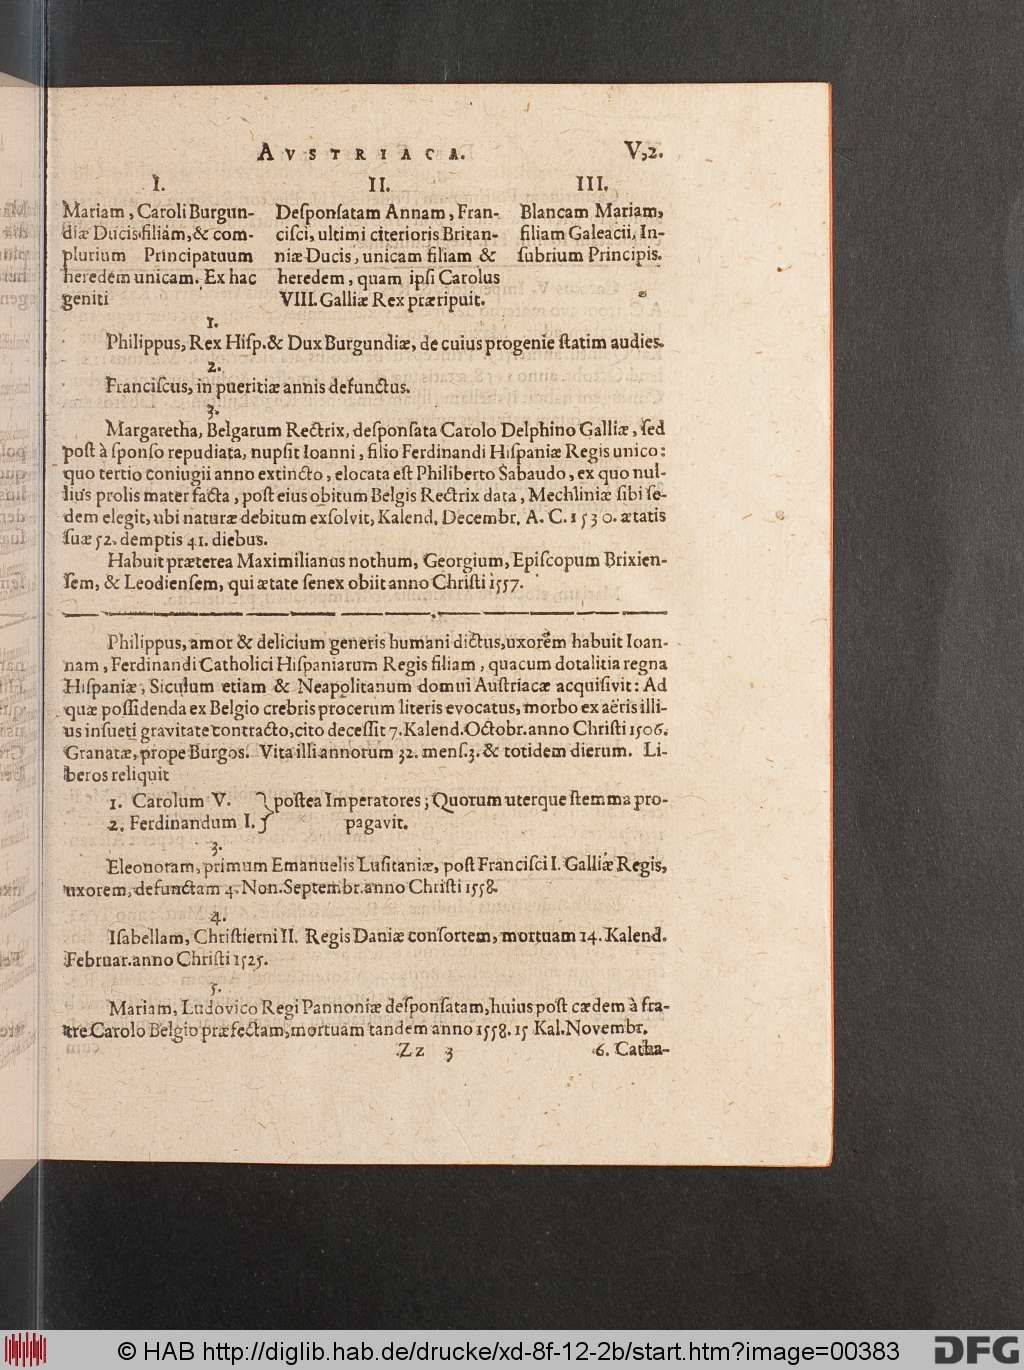 AVSTRIACA. V,2.
I.
Mariam, Caroli Burgun-
diæ Ducis filiam, & com-
plurium Principatuum
heredem unicam. Ex hac
geniti
II.
Deſponſatam Annam, Fran-
ciſci, ultimi citerioris Britan-
niæ Ducis, unicam filiam &
heredem, quam ipſi Carolus
VIII. Galliæ Rex præripuit.
III.
Blancam Mariam,
filiam Galeacii, In-
ſubrium Principis.
1.
Philippus, Rex Hiſp. & Dux Burgundiæ, de cuius progenie ſtatim audies.
2.
Franciſcus, in pueritiæ annis defunctus.
3.
Margaretha, Belgarum Rectrix, deſponſata Carolo Delphino Galliæ, ſed
poſt à ſponſo repudiata, nupſit Ioanni, filio Ferdinandi Hiſpaniæ Regis unico:
quo tertio coniugii anno extincto, elocata eſt Philiberto Sabaudo, ex quo nul-
lius prolis mater facta, poſt eius obitum Belgis Rectrix data, Mechliniæ ſibi ſe-
dem elegit, ubi naturæ debitum exſolvit, Kalend. Decembr. A. C. 1530. ætatis
ſuæ 52. demptis 41. diebus.
Habuit præterea Maximilianus nothum, Georgium, Epiſcopum Brixien-
ſem, & Leodienſem, qui ætate ſenex obiit anno Chriſti 1557.
Philippus, amor & delicium generis humani dictus, uxorem habuit Ioan-
nam, Ferdinandi Catholici Hiſpaniarum Regis filiam, quacum dotalitia regna
Hiſpaniæ, Siculum etiam & Neapolitanum domui Auſtriacæ acquiſivit: Ad
quæ poſſidenda ex Belgio crebris procerum literis evocatus, morbo ex aëris illi-
us inſueti gravitate contracto, cito deceſſit 7. Kalend. Octobr. anno Chriſti 1506.
Granatæ, prope Burgos. Vita illi annorum 32. menſ. 3. & totidem dierum. Li-
beros reliquit
1. Carolum V. } poſtea Imperatores; Quorum uterque ſtemma pro-
2. Ferdinandum I. } pagavit.
3.
Eleonoram, primum Emanuelis Luſitaniæ, poſt Franciſci I. Galliæ Regis,
uxorem, defunctam 4. Non. Septembr. anno Chriſti 1558.
4.
Iſabellam, Chriſtierni II. Regis Daniæ conſortem, mortuam 14. Kalend.
Februar. anno Chriſti 1525.
5.
Mariam, Ludovico Regi Pannoniæ deſponſatam, huius poſt cædem à fra-
tre Carolo Belgio præfectam, mortuam tandem anno 1558. 15 Kal. Novembr.
Zz 3 6. Catha-
© HAB http://diglib.hab.de/drucke/xd-8f-12-2b/start.htm?image=00383
DFG